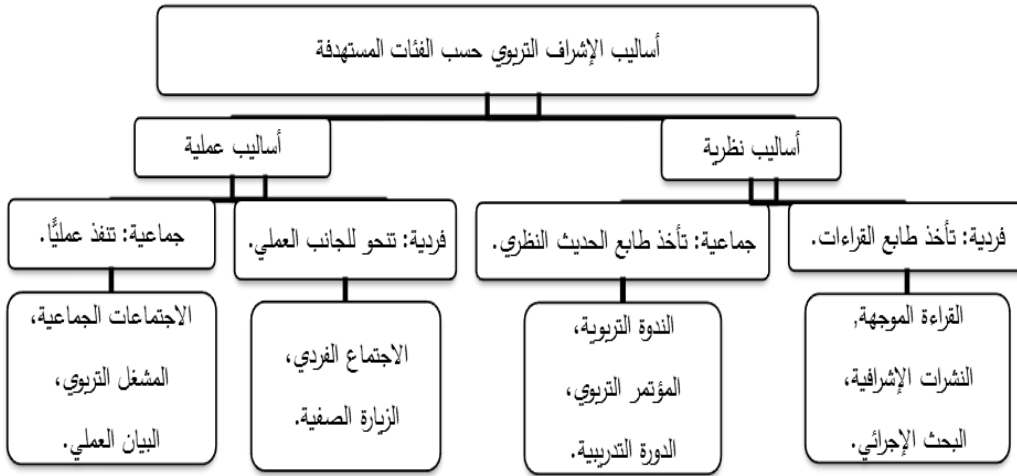 أساليب الإشراف التربوي حسب الفئات المستهدفة
أساليب نظرية
أساليب عملية
فردية: تأخذ طابع القراءات.
جماعية: تأخذ طابع الحديث النظري.
فردية: تنحو للجانب العملي.
جماعية: تنفذ عمليًّا.
القراءة الموجهة,
النشرات الإشرافية،
البحث الإجرائي.
الندوة التربوية،
المؤتمر التربوي،
الدورة التدريبية.
الاجتماع الفردي،
الزيارة الصفية.
الاجتماعات الجماعية،
المشغل التربوي،
البيان العملي.